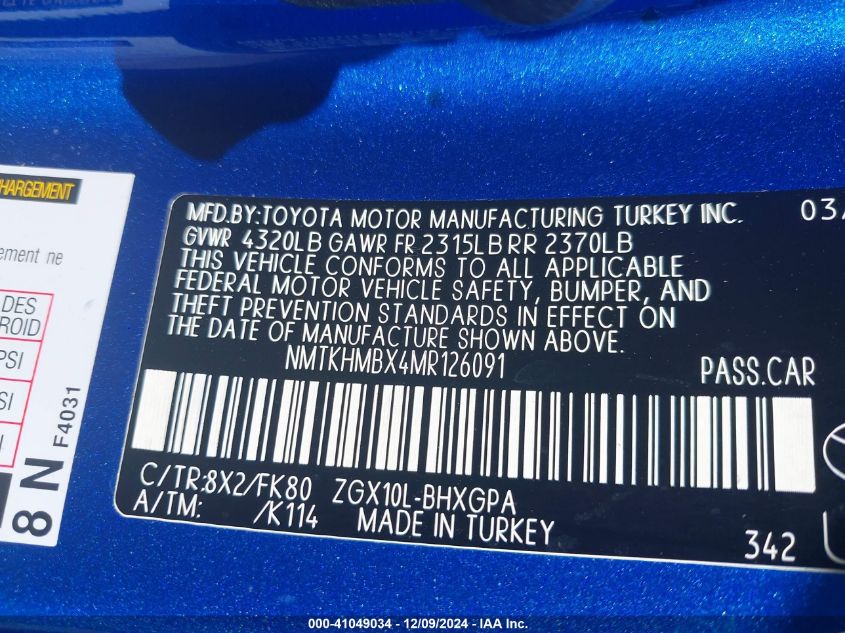 HARGEMENT
ement ne
DES
ROID
PSI
SI
8 N
F4031
MFD.BY:TOYOTA MOTOR MANUFACTURING TURKEY INC. 03/
GVWR 4320LB GAWR FR 2315LB RR 2370LB
THIS VEHICLE CONFORMS TO ALL APPLICABLE
FEDERAL MOTOR VEHICLE SAFETY, BUMPER, AND
THEFT PREVENTION STANDARDS IN EFFECT ON
THE DATE OF MANUFACTURE SHOWN ABOVE.
NMTKHMBX4MR126091 PASS.CAR
C/TR:8X2/FK80 ZGX10L-BHXGPA
A/TM: /K114 MADE IN TURKEY
342
000-41049034 - 12/09/2024 - IAA Inc.